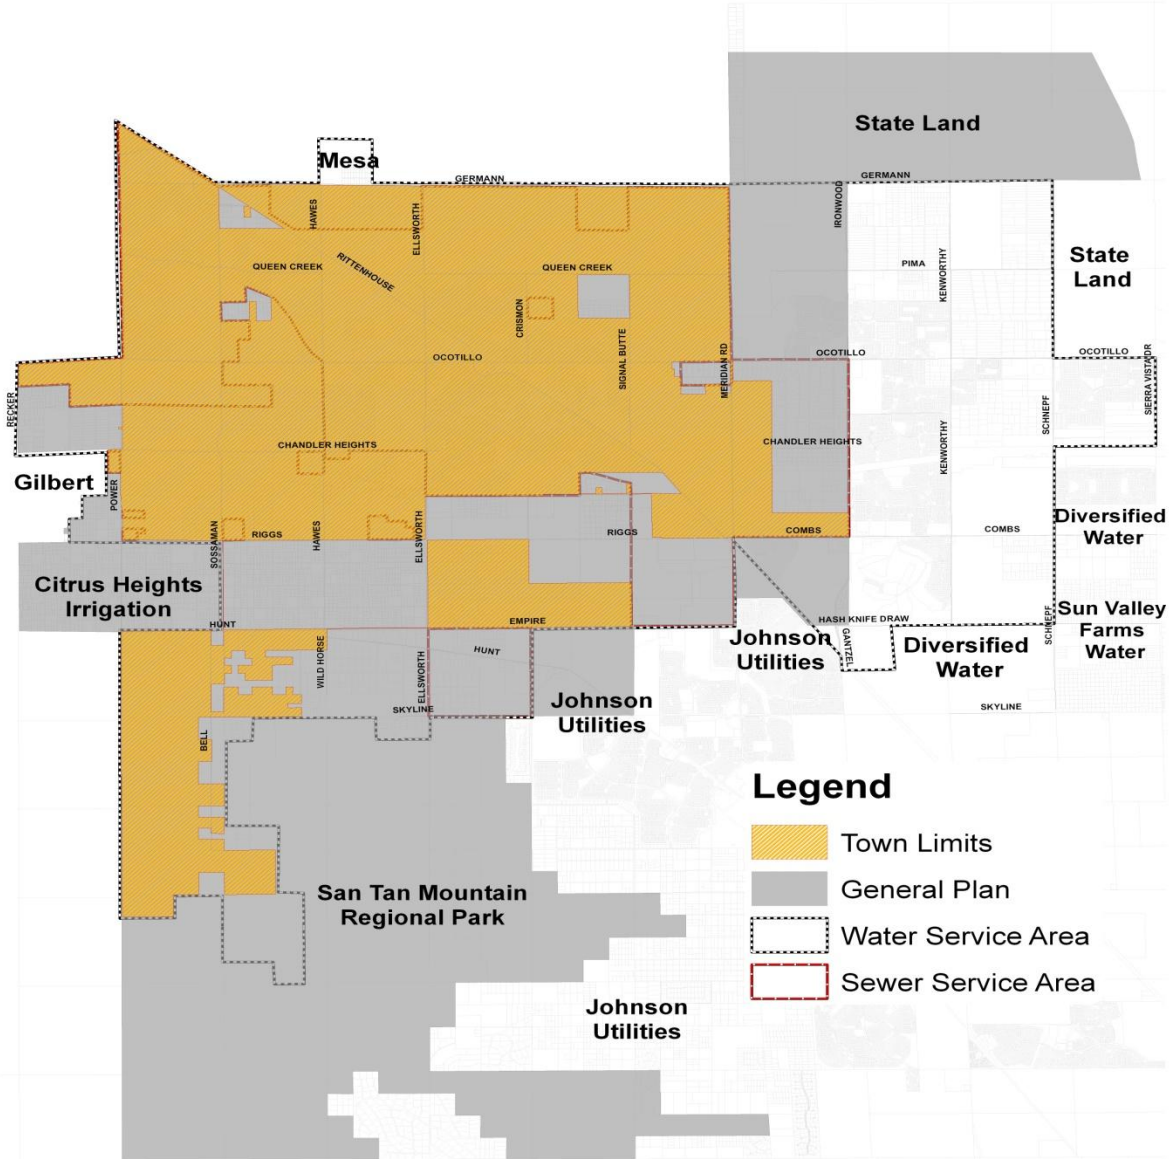 State Land
Mesa
GERMANN
GERMANN
HAWES
ELLSWORTH
IRONWOOD
QUEEN CREEK
RITTENHOUSE
QUEEN CREEK
PIMA
KENWORTHY
State
Land
CRISMON
SIGNAL BUTTE
MERIDIAN RD
OCOTILLO
OCOTILLO
OCOTILLO
SIERRA VISTA DR
RECKER
SCHNEPF
CHANDLER HEIGHTS
CHANDLER HEIGHTS
KENWORTHY
Gilbert
POWER
SOSSAMAN
RIGGS
HAWES
ELLSWORTH
RIGGS
COMBS
COMBS
Diversified
Water
Citrus Heights
Irrigation
HUNT
EMPIRE
HASH KNIFE DRAW
GANTZEL
SCHNEPF
Sun Valley
Farms
Water
Johnson
Utilities
Diversified
Water
WILD HORSE
ELLSWORTH
HUNT
SKYLINE
Johnson
Utilities
SKYLINE
BELL
Legend
Town Limits
General Plan
Water Service Area
Sewer Service Area
San Tan Mountain
Regional Park
Johnson
Utilities